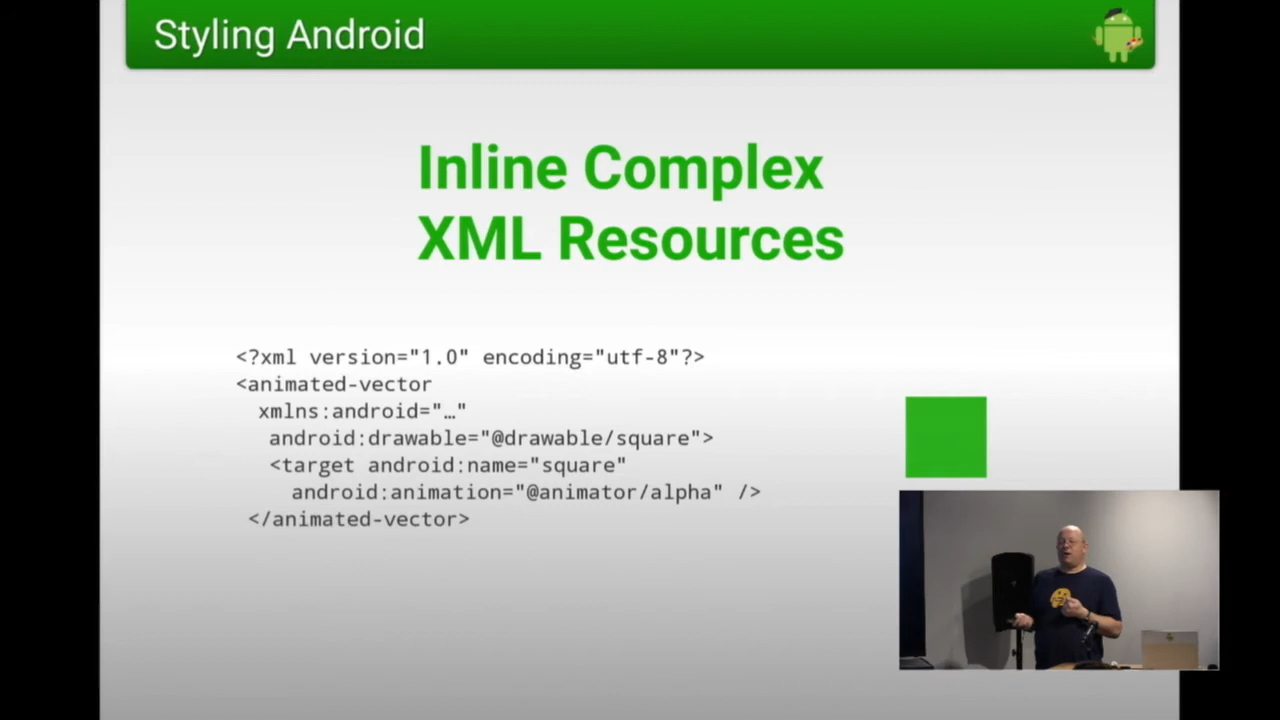 Styling Android
Inline Complex
XML Resources
<?xml version="1.0" encoding="utf-8"?>
<animated-vector
xmlns:android="…"
android:drawable="@drawable/square">
<target android:name="square"
android:animation="@animator/alpha" />
</animated-vector>